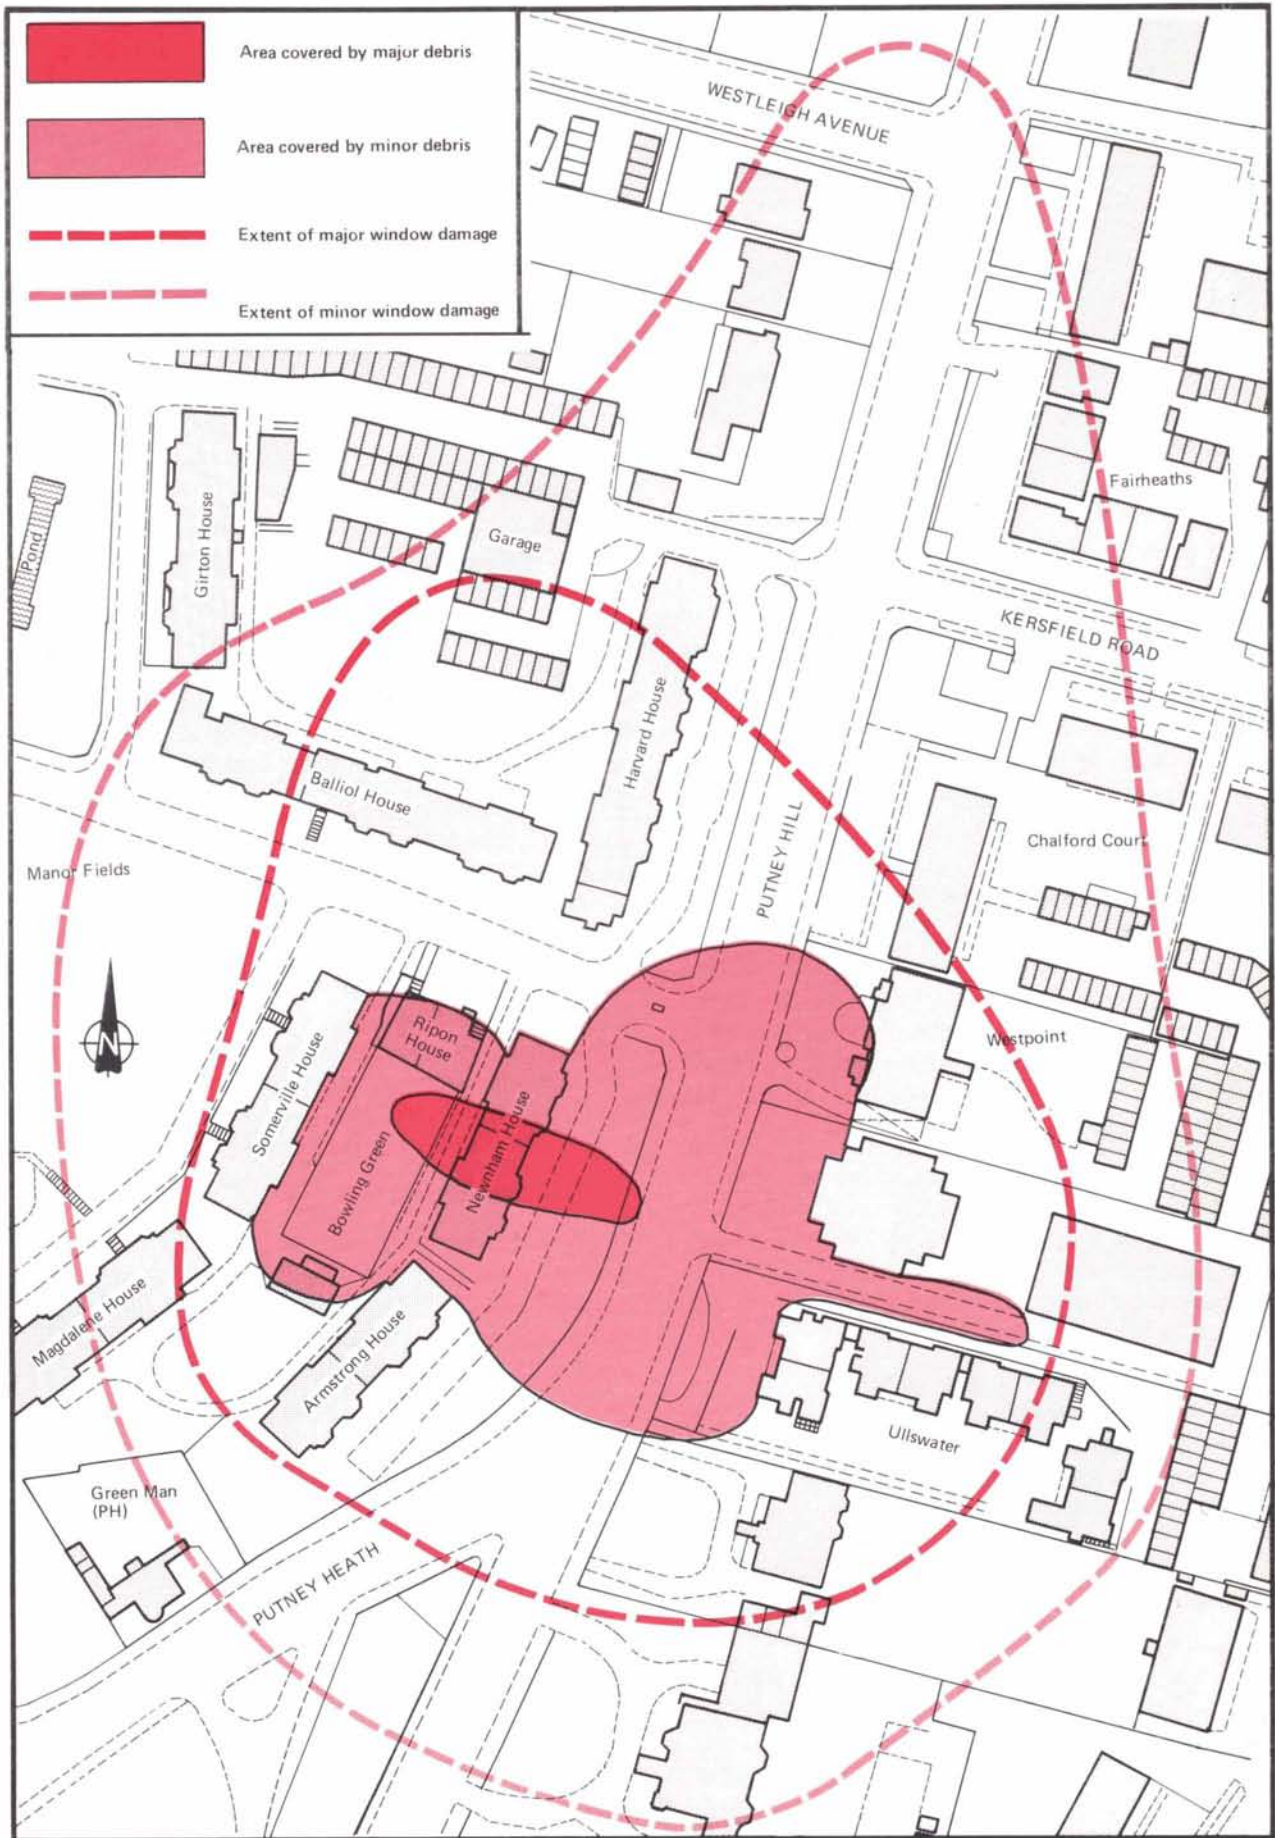 Area covered by major debris
Area covered by minor debris
Extent of major window damage
Extent of minor window damage
WESTLEIGH AVENUE
Fairheaths
Pond
Girton House
Garage
KERSFIELD ROAD
Harvard House
Balliol House
PUTNEY HILL
Chalford Court
Manor Fields
N
Ripon
House
Westpoint
Somerville House
Newnham House
Bowling Green
Magdalene House
Armstrong House
Ullswater
Green Man
(PH)
PUTNEY HEATH